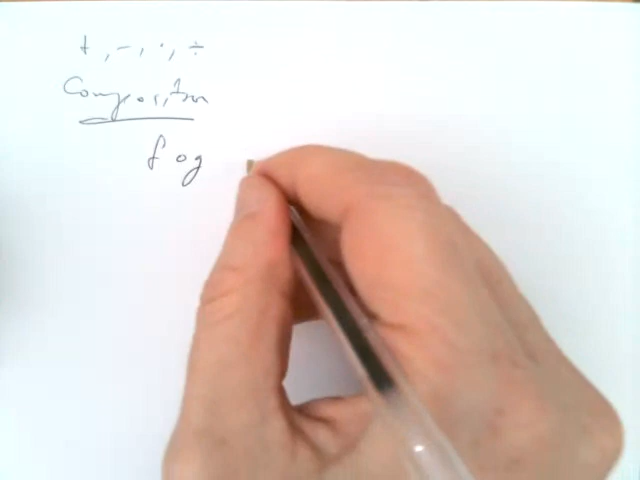 +, -, ·, ÷
Composition
f o g